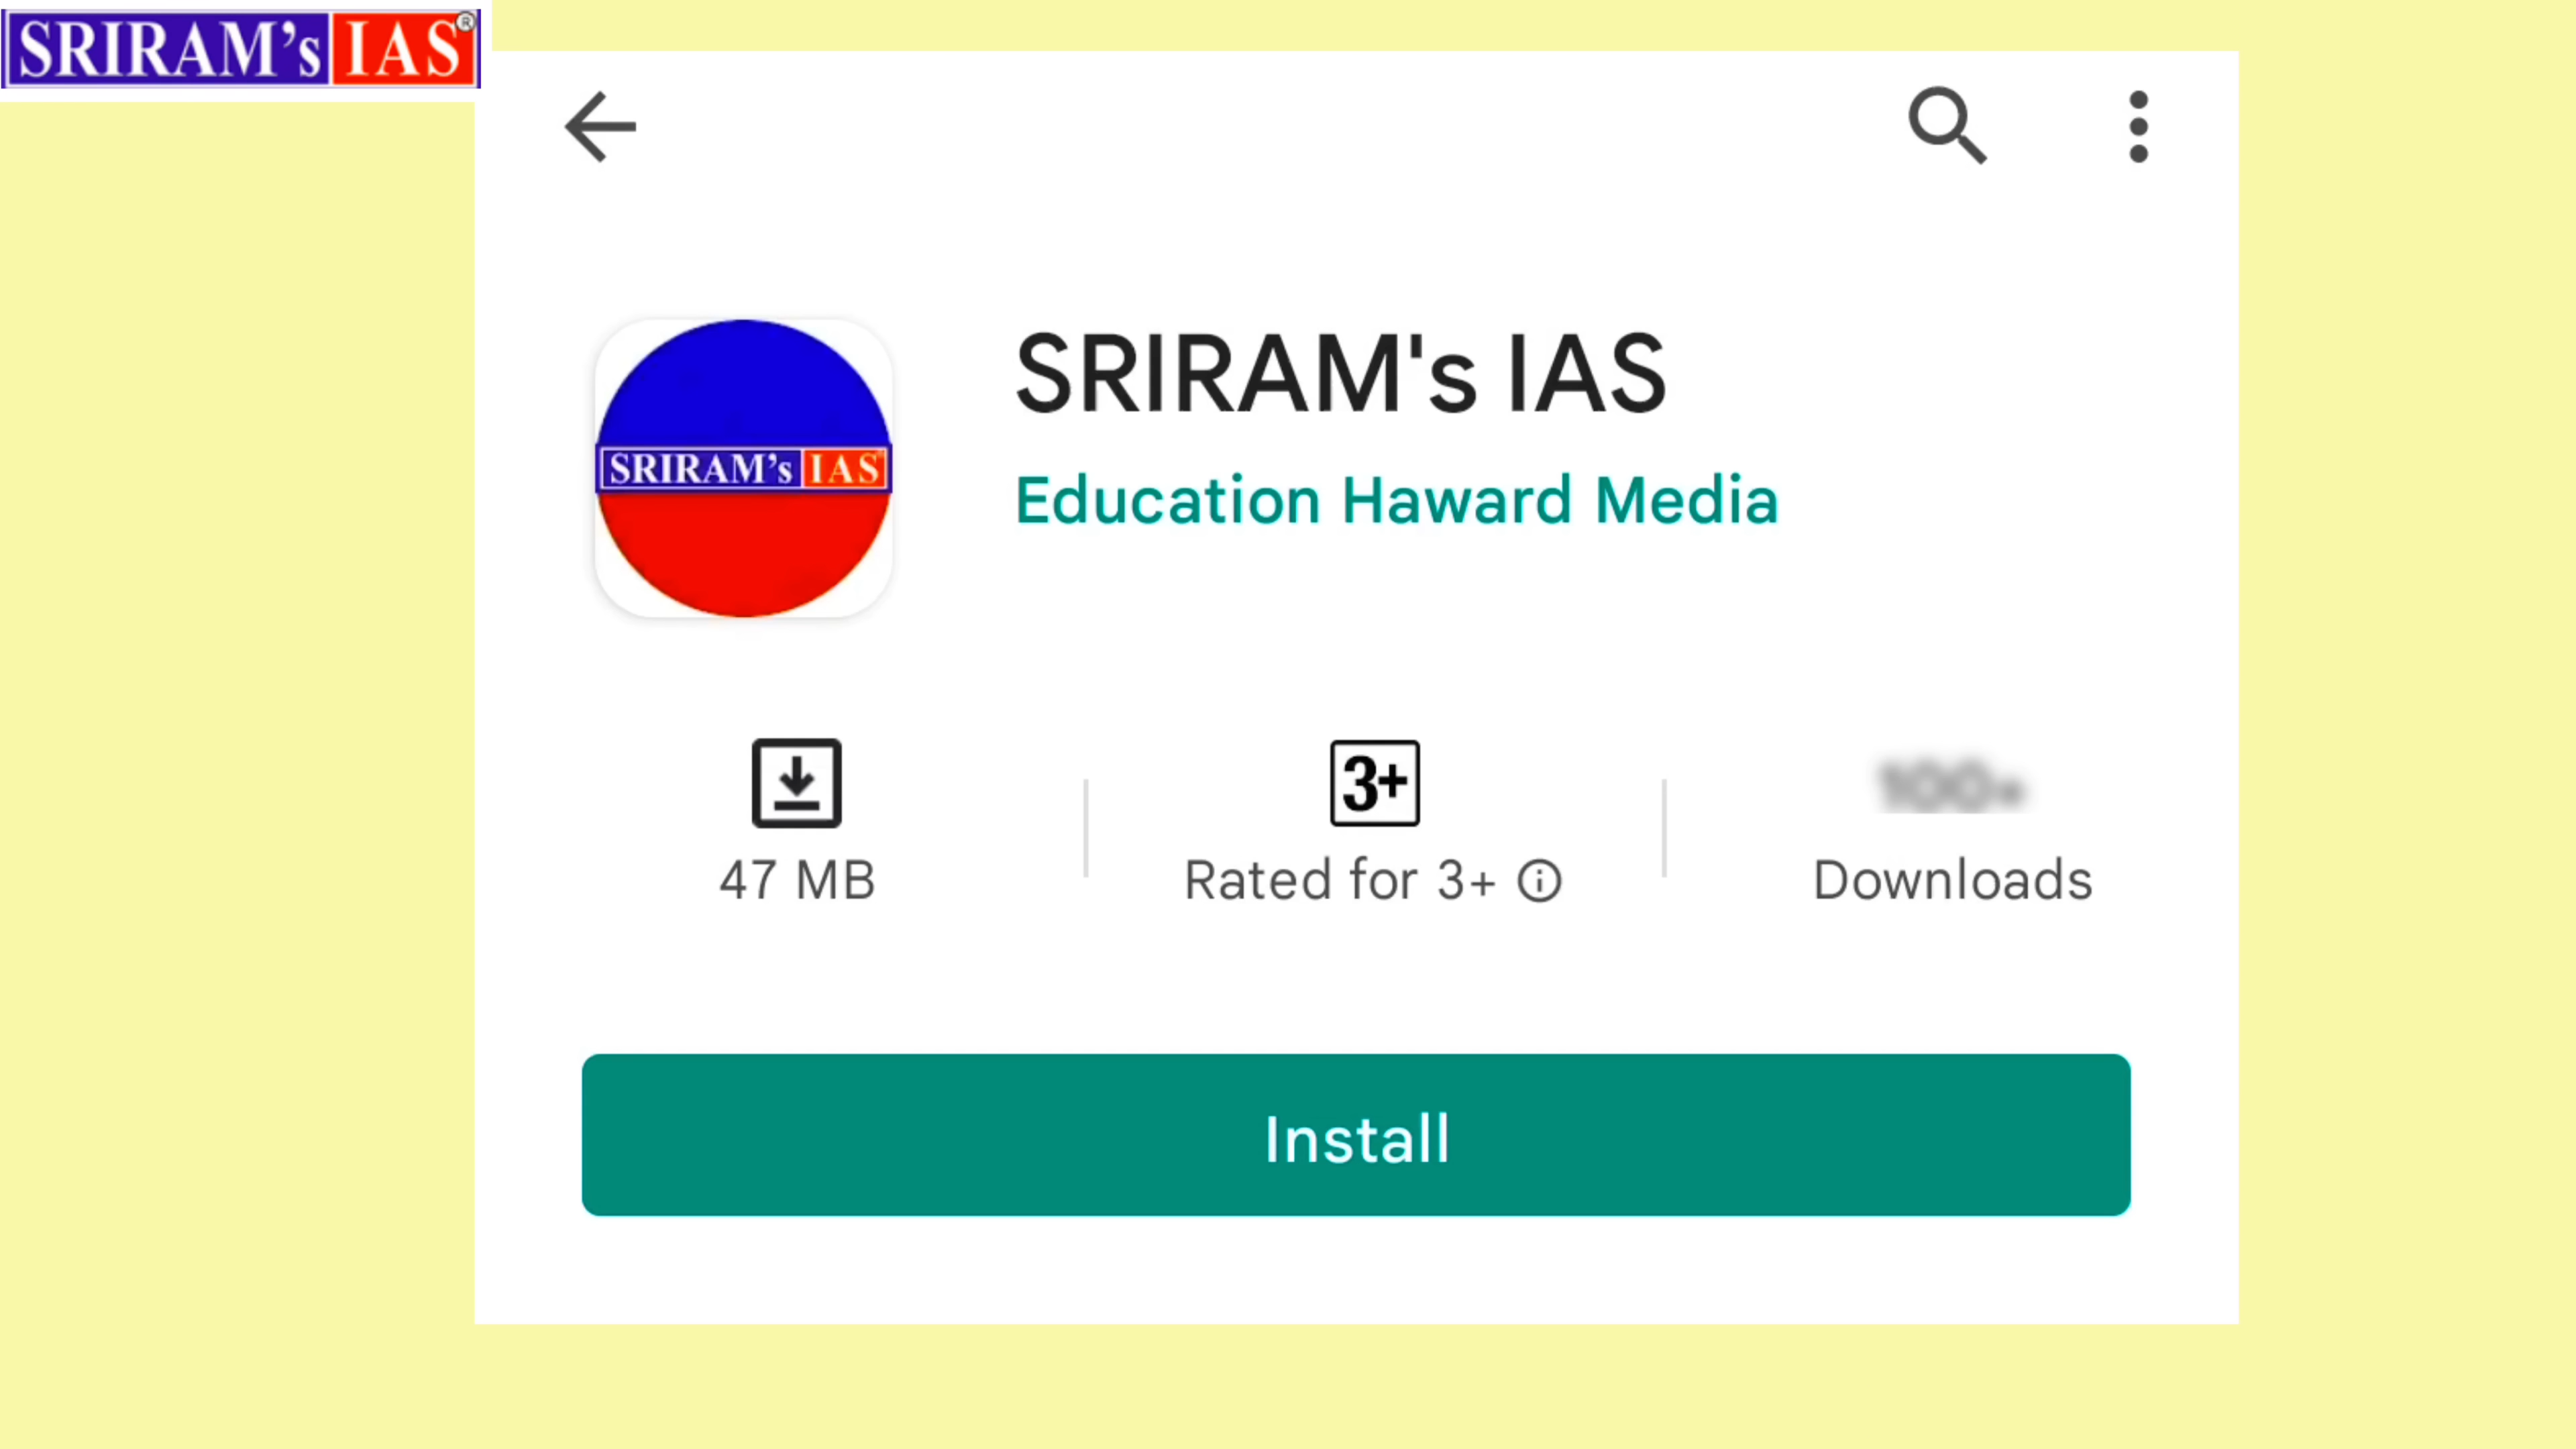 SRIRAM's IAS®
SRIRAM's IAS
Education Haward Media
SRIRAM's IAS
3+
47 MB
Rated for 3+
Downloads
Install